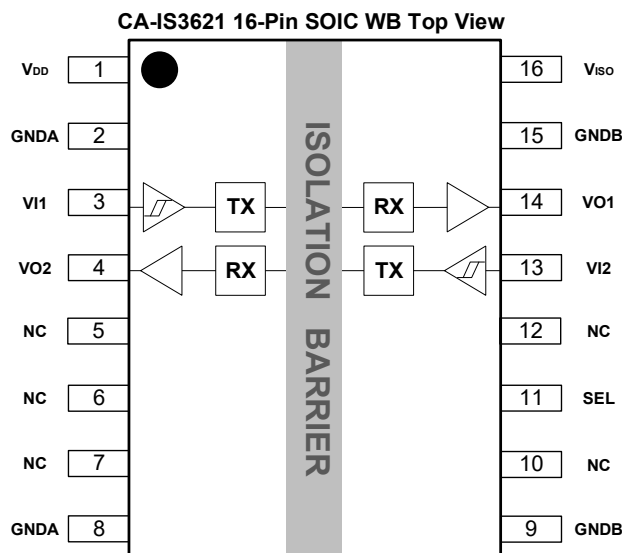 CA-IS3621 16-Pin SOIC WB Top View
VDD 1 16 VISO
GNDA 2 15 GNDB
VI1 3 TX RX 14 VO1
VO2 4 RX TX 13 VI2
NC 5 12 NC
NC 6 11 SEL
NC 7 10 NC
GNDA 8 9 GNDB
ISOLATION BARRIER